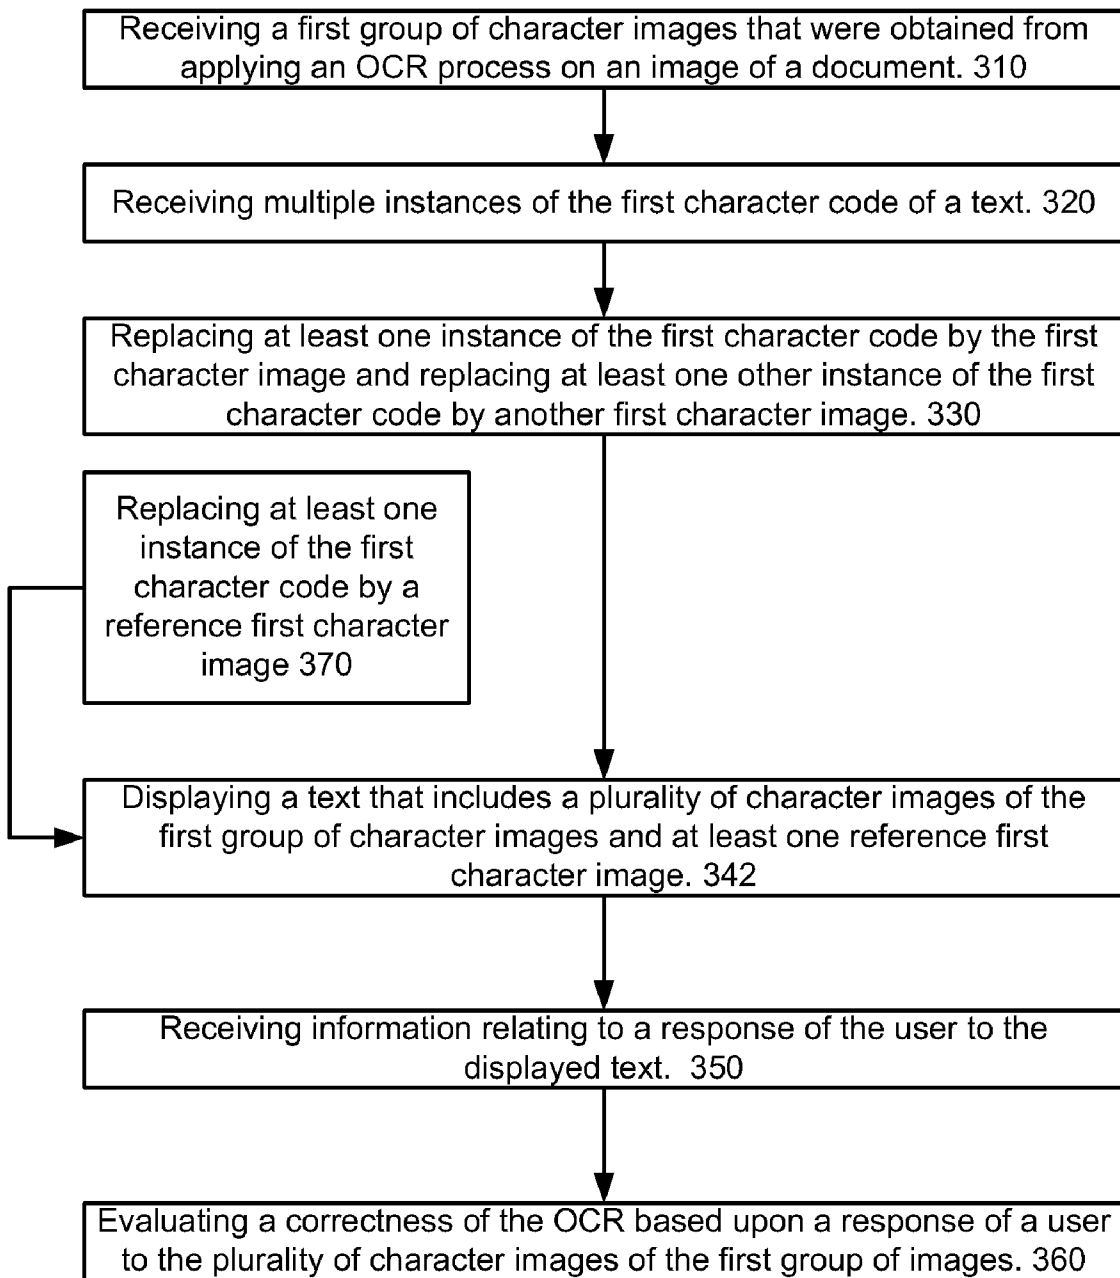 Receiving a first group of character images that were obtained from
applying an OCR process on an image of a document. 310
Receiving multiple instances of the first character code of a text. 320
Replacing at least one instance of the first character code by the first
character image and replacing at least one other instance of the first
character code by another first character image. 330
Replacing at least one
instance of the first
character code by a
reference first character
image 370
Displaying a text that includes a plurality of character images of the
first group of character images and at least one reference first
character image. 342
Receiving information relating to a response of the user to the
displayed text.  350
Evaluating a correctness of the OCR based upon a response of a user
to the plurality of character images of the first group of images. 360